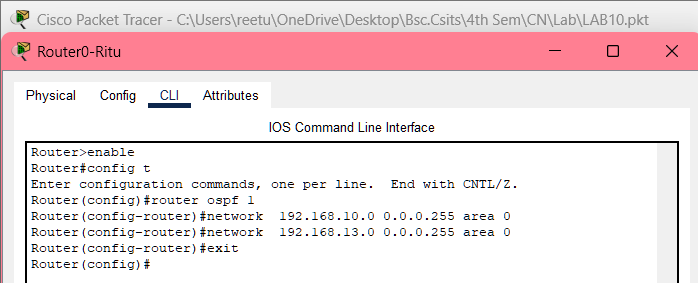 Cisco Packet Tracer - C:\Users\reetu\OneDrive\Desktop\Bsc.Csits\4th Sem\CN\Lab\LAB10.pkt
Router0-Ritu
Physical Config CLI Attributes
IOS Command Line Interface
Router>enable
Router#config t
Enter configuration commands, one per line.  End with CNTL/Z.
Router(config)#router ospf 1
Router(config-router)#network  192.168.10.0 0.0.0.255 area 0
Router(config-router)#network  192.168.13.0 0.0.0.255 area 0
Router(config-router)#exit
Router(config)#